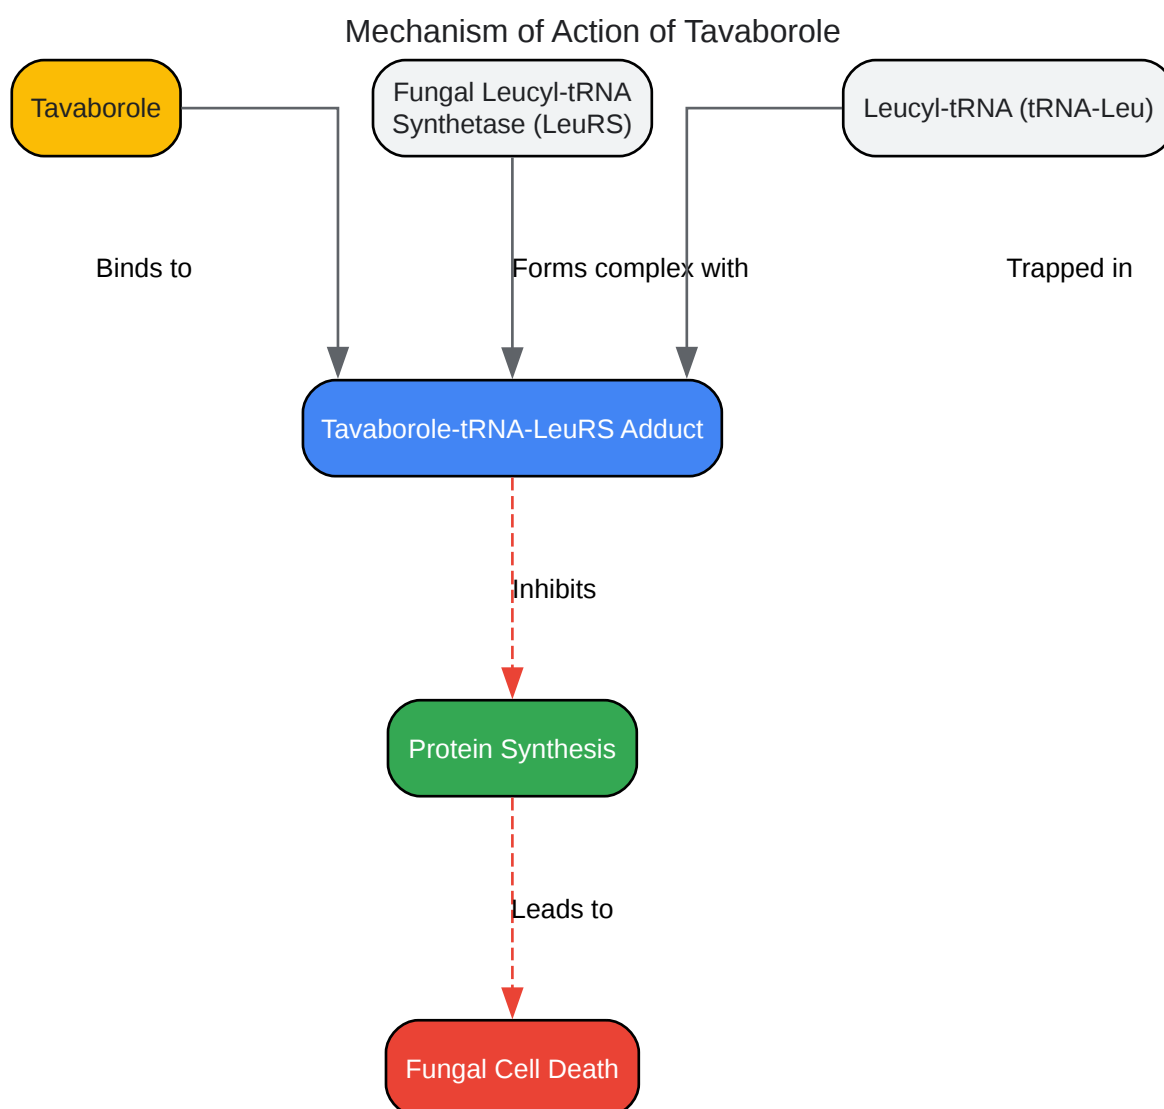 Mechanism of Action of Tavaborole
Tavaborole
Fungal Leucyl-tRNA
Synthetase (LeuRS)
Leucyl-tRNA (tRNA-Leu)
Binds to
Forms complex with
Trapped in
Tavaborole-tRNA-LeuRS Adduct
Inhibits
Protein Synthesis
Leads to
Fungal Cell Death